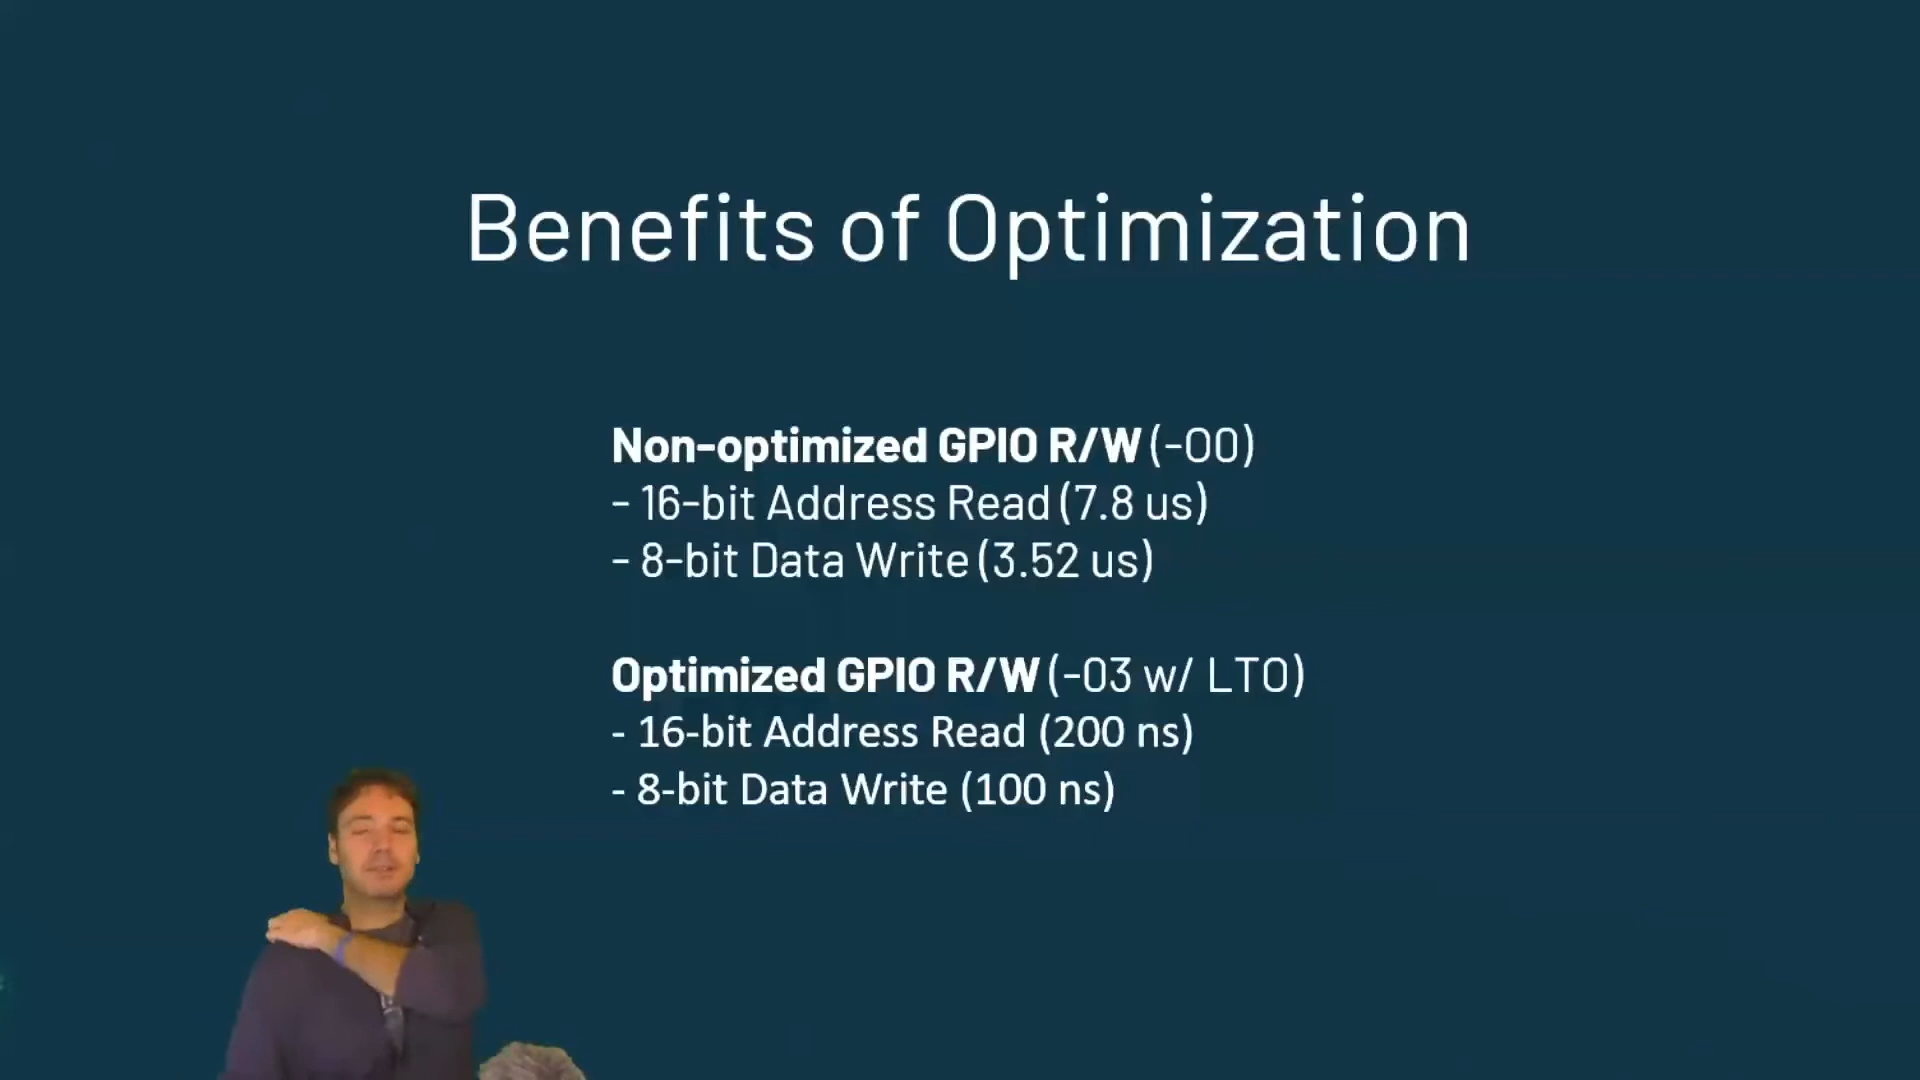 Benefits of Optimization
Non-optimized GPIO R/W (-O0)
- 16-bit Address Read (7.8 us)
- 8-bit Data Write (3.52 us)
Optimized GPIO R/W (-O3 w/ LTO)
- 16-bit Address Read (200 ns)
- 8-bit Data Write (100 ns)